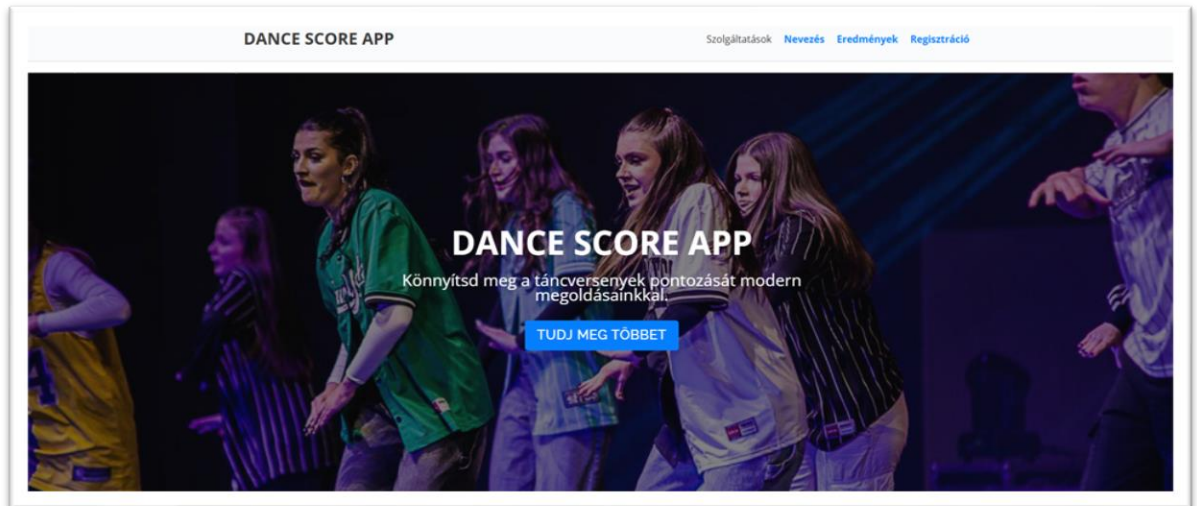 DANCE SCORE APP
Szolgáltatások Nevezés Eredmények Regisztráció
DANCE SCORE APP
Könnyítsd meg a táncversenyek pontozását modern
megoldásainkkal.
TUDJ MEG TÖBBET